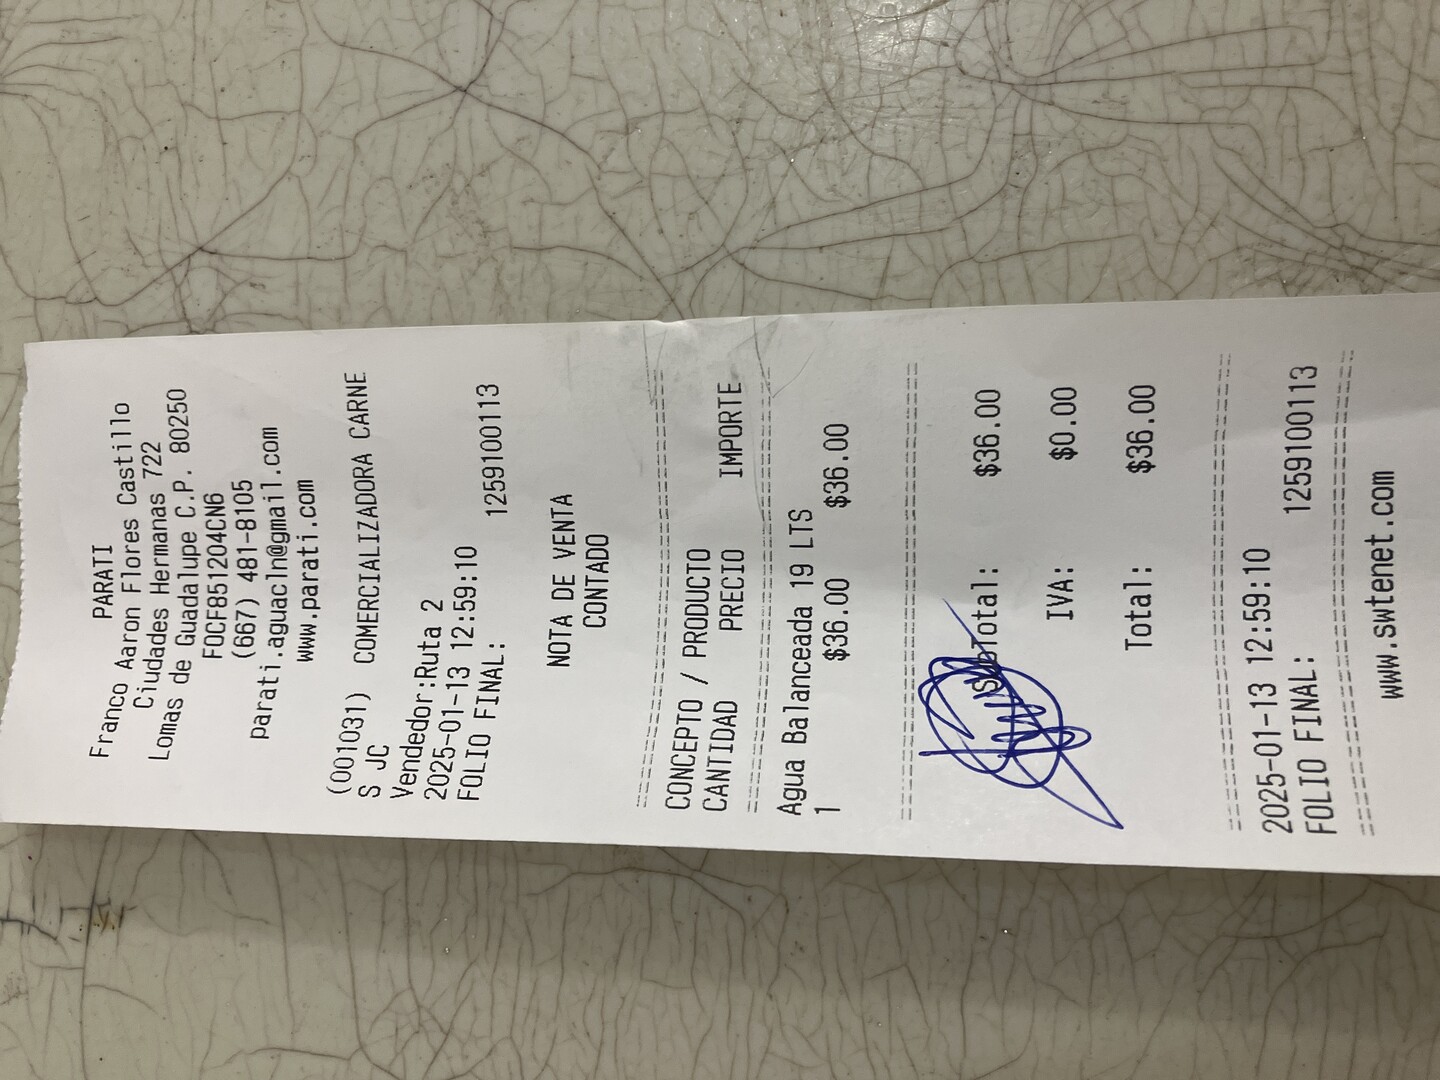 PARATI
Franco Aaron Flores Castillo
Ciudades Hermanas 722
Lomas de Guadalupe C.P. 80250
FOCF851204CN6
(667) 481-8105
parati.aguacln@gmail.com
www.parati.com
(001031) COMERCIALIZADORA CARNE
S JC
Vendedor:Ruta 2
2025-01-13 12:59:10
FOLIO FINAL: 1259100113
NOTA DE VENTA
CONTADO
CONCEPTO / PRODUCTO
CANTIDAD PRECIO IMPORTE
Agua Balanceada 19 LTS
1 $36.00 $36.00
SubTotal: $36.00
IVA: $0.00
Total: $36.00
2025-01-13 12:59:10
FOLIO FINAL: 1259100113
www.swtenet.com